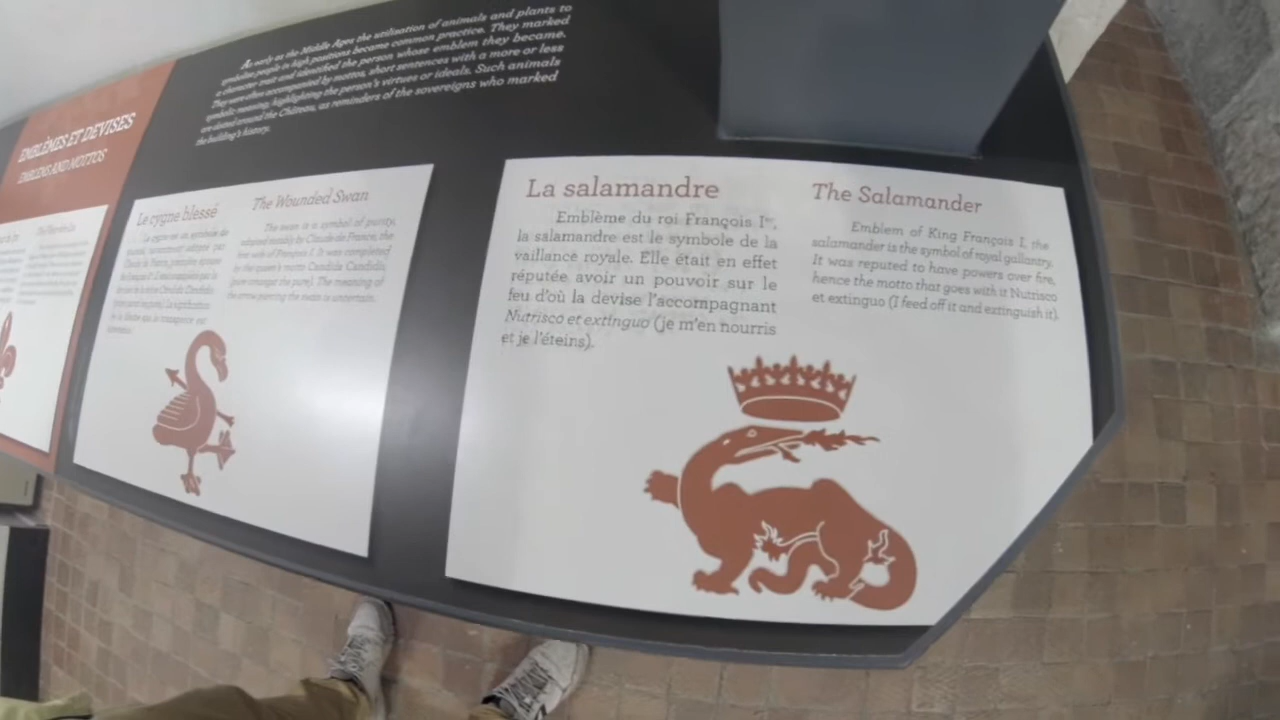 As early as the Middle Ages the utilisation of animals and plants to
symbolise people in high positions became common practice. They marked
a character trait and identified the person whose emblem they became.
They were often accompanied by mottos, short sentences with a more or less
symbolic meaning, highlighting the person's virtues or ideals. Such animals
are dotted around the Château, as reminders of the sovereigns who marked
the building's history.
EMBLÈMES ET DEVISES
EMBLEMS AND MOTTOS
Le cygne blessé
The Wounded Swan
The swan is a symbol of purity,
adopted notably by Claude de France, the
first wife of François I. It was completed
by the queen's motto Candida Candidis
(pure amongst the pure). The meaning of
the arrow piercing the swan is uncertain.
La salamandre
Emblème du roi François Ier,
la salamandre est le symbole de la
vaillance royale. Elle était en effet
réputée avoir un pouvoir sur le
feu d'où la devise l'accompagnant
Nutrisco et extinguo (je m'en nourris
et je l'éteins).
The Salamander
Emblem of King François I, the
salamander is the symbol of royal gallantry.
It was reputed to have powers over fire,
hence the motto that goes with it Nutrisco
et extinguo (I feed off it and extinguish it).